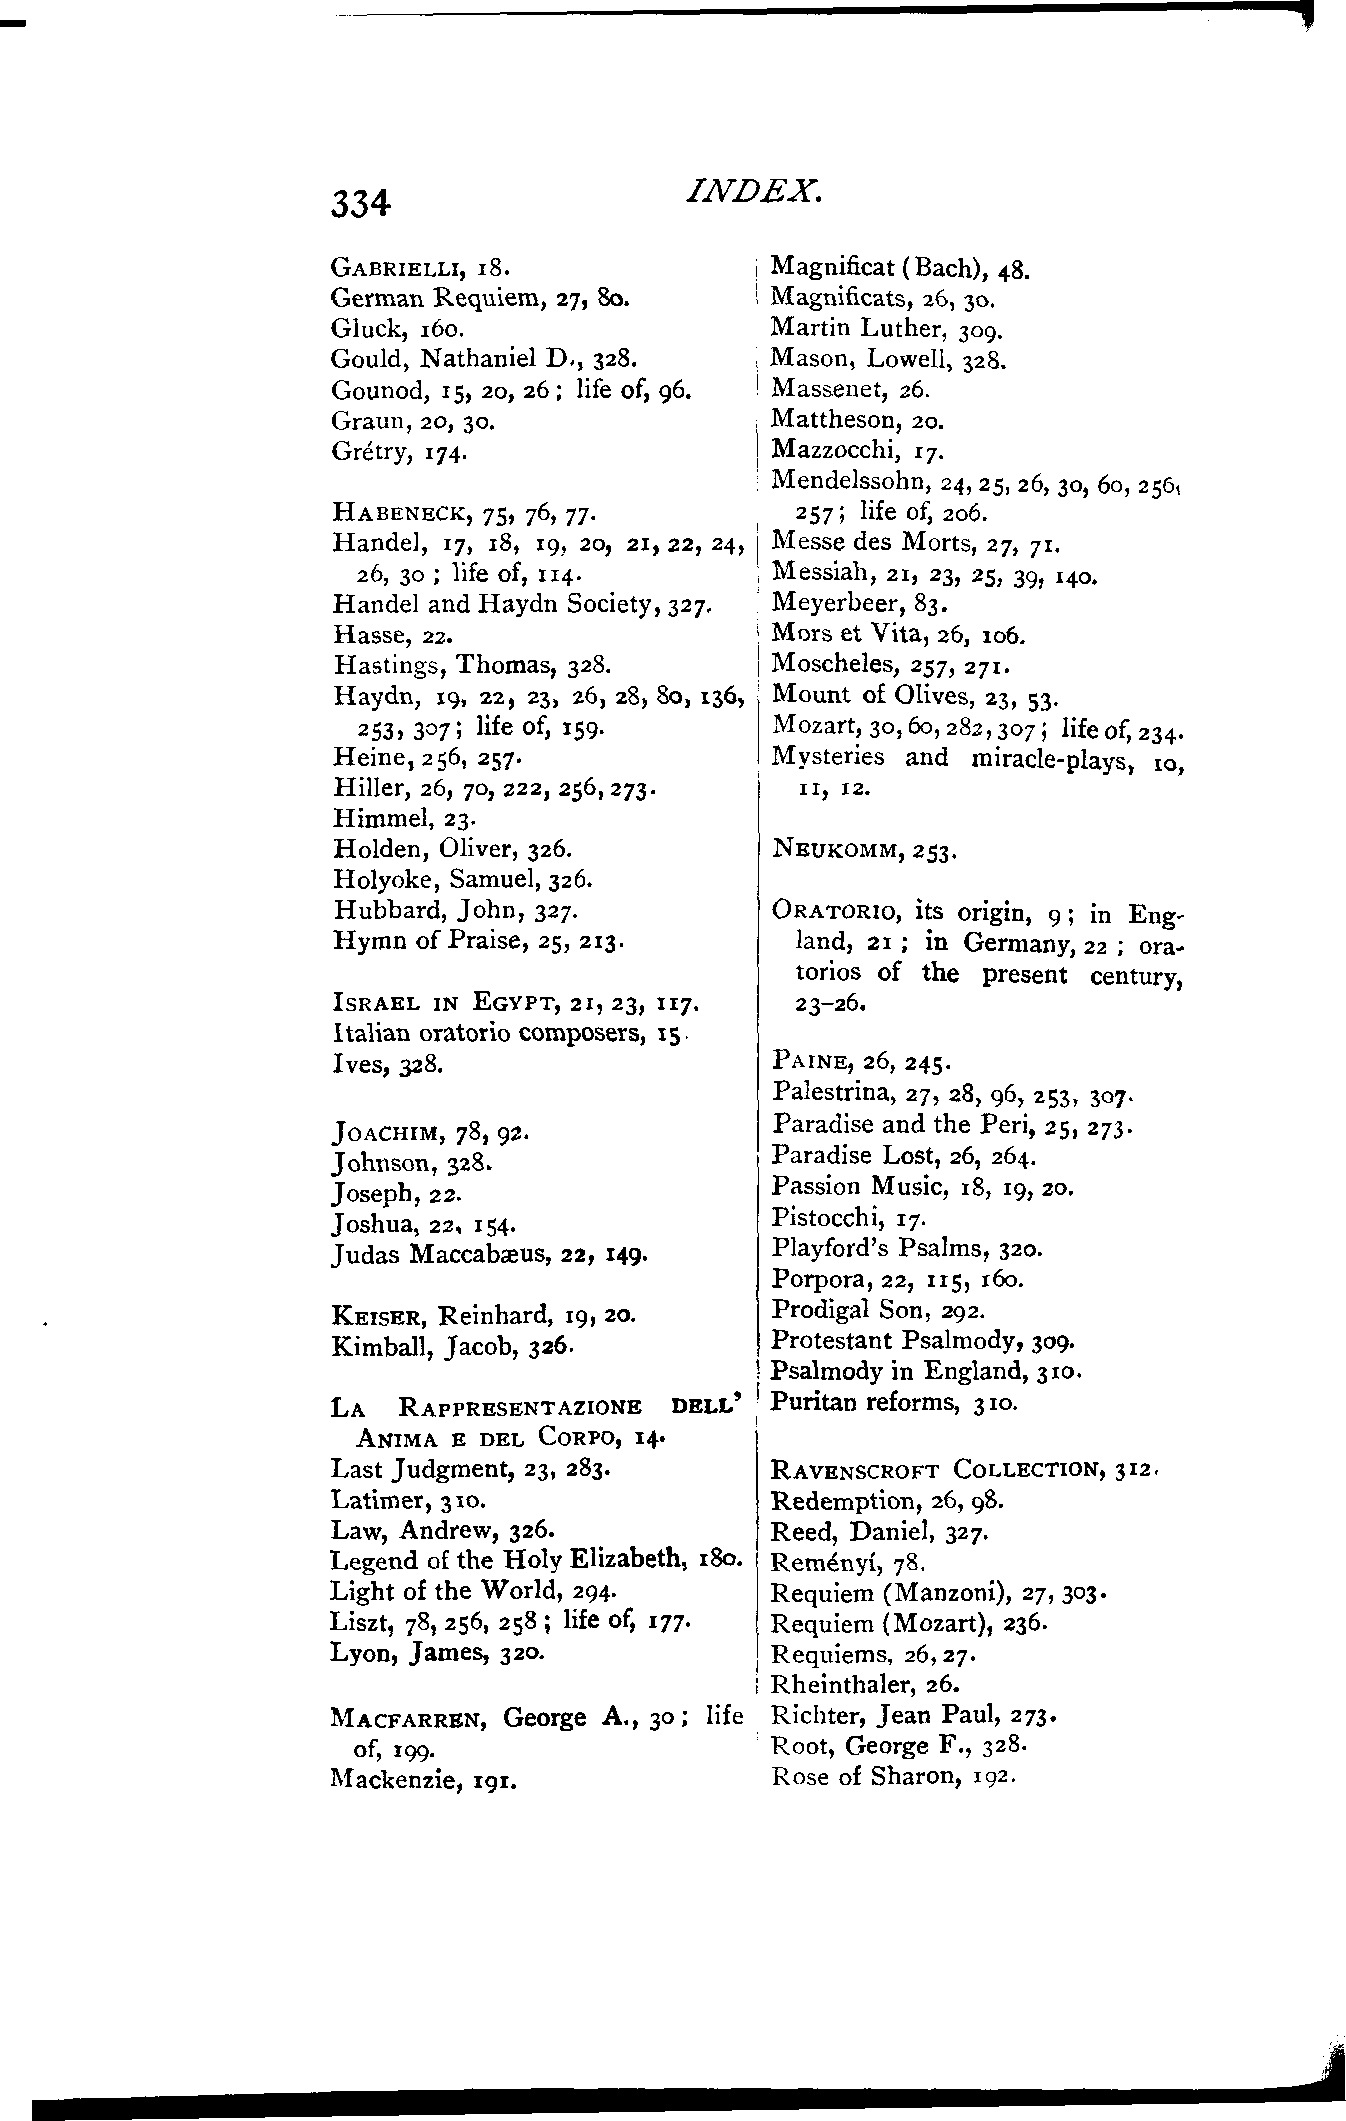 334
INDEX.
GABRIELLI, 18.
German Requiem, 27, 80.
Gluck, 160.
Gould, Nathaniel D., 328.
Gounod, 15, 20, 26; life of, 96.
Graun, 20, 30.
Grétry, 174.
HABENECK, 75, 76, 77.
Handel, 17, 18, 19, 20, 21, 22, 24,
26, 30; life of, 114.
Handel and Haydn Society, 327.
Hasse, 22.
Hastings, Thomas, 328.
Haydn, 19, 22, 23, 26, 28, 80, 136,
253, 307; life of, 159.
Heine, 256, 257.
Hiller, 26, 70, 222, 256, 273.
Himmel, 23.
Holden, Oliver, 326.
Holyoke, Samuel, 326.
Hubbard, John, 327.
Hymn of Praise, 25, 213.
ISRAEL IN EGYPT, 21, 23, 117.
Italian oratorio composers, 15.
Ives, 328.
JOACHIM, 78, 92.
Johnson, 328.
Joseph, 22.
Joshua, 22, 154.
Judas Maccabæus, 22, 149.
KEISER, Reinhard, 19, 20.
Kimball, Jacob, 326.
LA RAPPRESENTAZIONE DELL'
ANIMA E DEL CORPO, 14.
Last Judgment, 23, 283.
Latimer, 310.
Law, Andrew, 326.
Legend of the Holy Elizabeth, 180.
Light of the World, 294.
Liszt, 78, 256, 258; life of, 177.
Lyon, James, 320.
MACFARREN, George A., 30; life
of, 199.
Mackenzie, 191.
Magnificat (Bach), 48.
Magnificats, 26, 30.
Martin Luther, 309.
Mason, Lowell, 328.
Massenet, 26.
Mattheson, 20.
Mazzocchi, 17.
Mendelssohn, 24, 25, 26, 30, 60, 256,
257; life of, 206.
Messe des Morts, 27, 71.
Messiah, 21, 23, 25, 39, 140.
Meyerbeer, 83.
Mors et Vita, 26, 106.
Moscheles, 257, 271.
Mount of Olives, 23, 53.
Mozart, 30, 60, 282, 307; life of, 234.
Mysteries and miracle-plays, 10,
11, 12.
NEUKOMM, 253.
ORATORIO, its origin, 9; in Eng-
land, 21; in Germany, 22; ora-
torios of the present century,
23–26.
PAINE, 26, 245.
Palestrina, 27, 28, 96, 253, 307.
Paradise and the Peri, 25, 273.
Paradise Lost, 26, 264.
Passion Music, 18, 19, 20.
Pistocchi, 17.
Playford's Psalms, 320.
Porpora, 22, 115, 160.
Prodigal Son, 292.
Protestant Psalmody, 309.
Psalmody in England, 310.
Puritan reforms, 310.
RAVENSCROFT COLLECTION, 312.
Redemption, 26, 98.
Reed, Daniel, 327.
Reményí, 78.
Requiem (Manzoni), 27, 303.
Requiem (Mozart), 236.
Requiems, 26, 27.
Rheinthaler, 26.
Richter, Jean Paul, 273.
Root, George F., 328.
Rose of Sharon, 192.